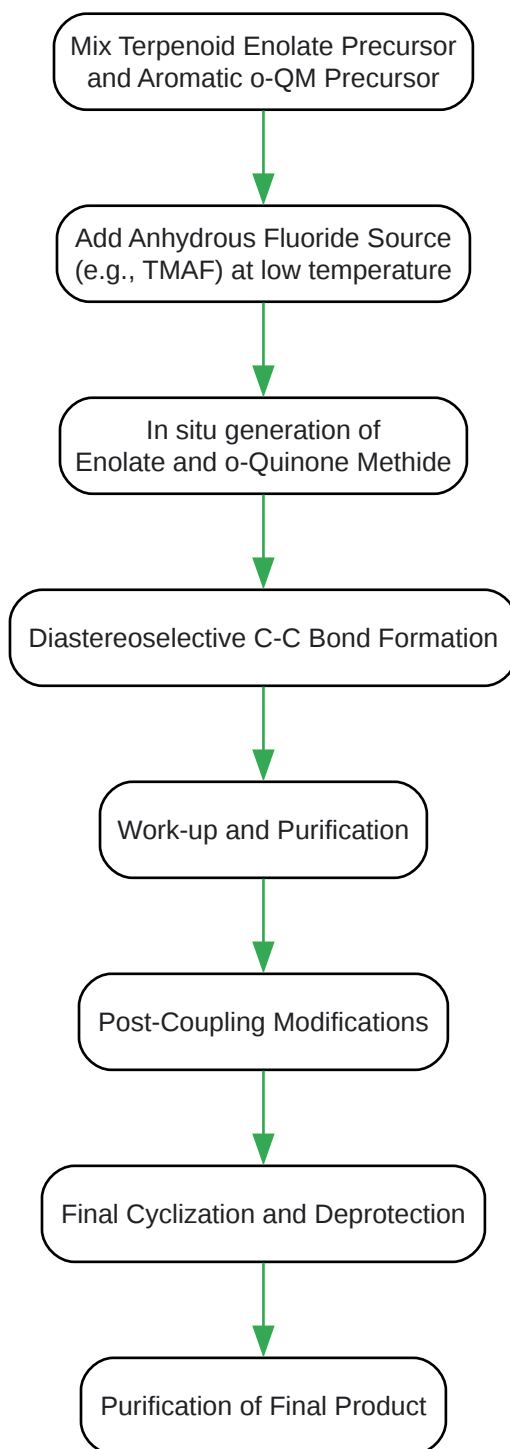 Mix Terpenoid Enolate Precursor
and Aromatic o-QM Precursor
Add Anhydrous Fluoride Source
(e.g., TMAF) at low temperature
In situ generation of
Enolate and o-Quinone Methide
Diastereoselective C-C Bond Formation
Work-up and Purification
Post-Coupling Modifications
Final Cyclization and Deprotection
Purification of Final Product